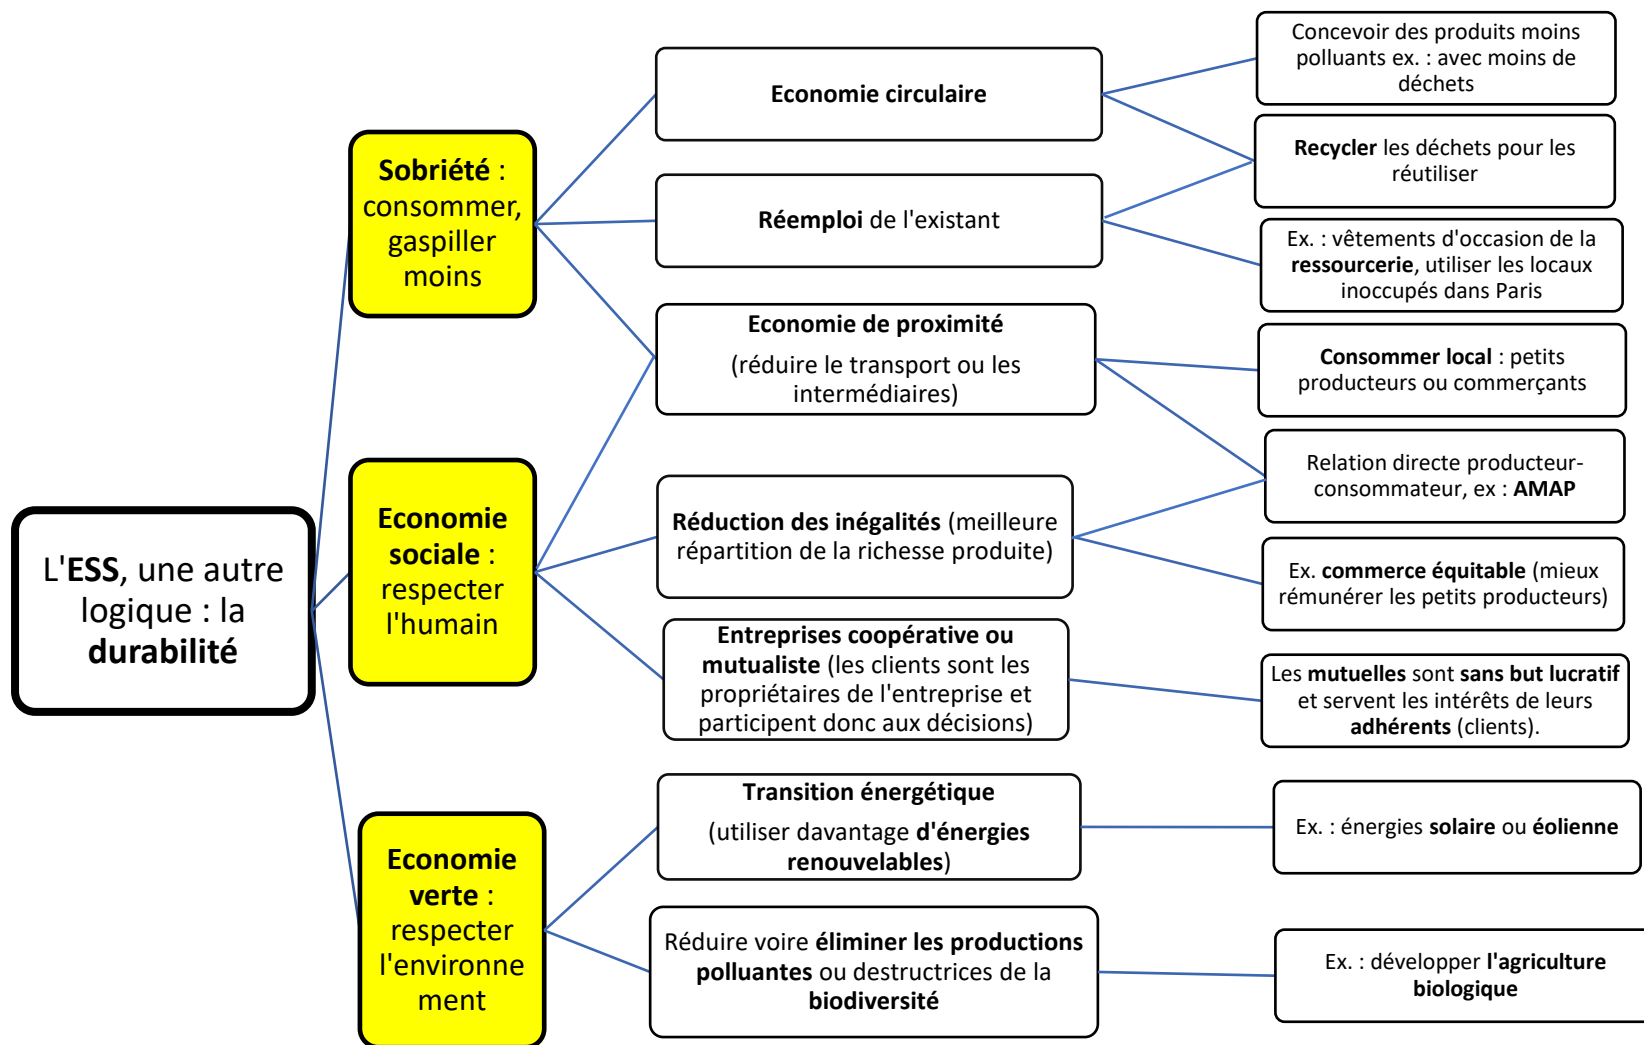 L'ESS, une autre
logique : la
durabilité
Sobriété :
consommer,
gaspiller
moins
Economie
sociale :
respecter
l'humain
Economie
verte :
respecter
l'environne
ment
Economie circulaire
Réemploi de l'existant
Economie de proximité
(réduire le transport ou les
intermédiaires)
Réduction des inégalités (meilleure
répartition de la richesse produite)
Entreprises coopérative ou
mutualiste (les clients sont les
propriétaires de l'entreprise et
participent donc aux décisions)
Transition énergétique
(utiliser davantage d'énergies
renouvelables)
Réduire voire éliminer les productions
polluantes ou destructrices de la
biodiversité
Concevoir des produits moins
polluants ex. : avec moins de
déchets
Recycler les déchets pour les
réutiliser
Ex. : vêtements d'occasion de la
ressourcerie, utiliser les locaux
inoccupés dans Paris
Consommer local : petits
producteurs ou commerçants
Relation directe producteur-
consommateur, ex : AMAP
Ex. commerce équitable (mieux
rémunérer les petits producteurs)
Les mutuelles sont sans but lucratif
et servent les intérêts de leurs
adhérents (clients).
Ex. : énergies solaire ou éolienne
Ex. : développer l'agriculture
biologique